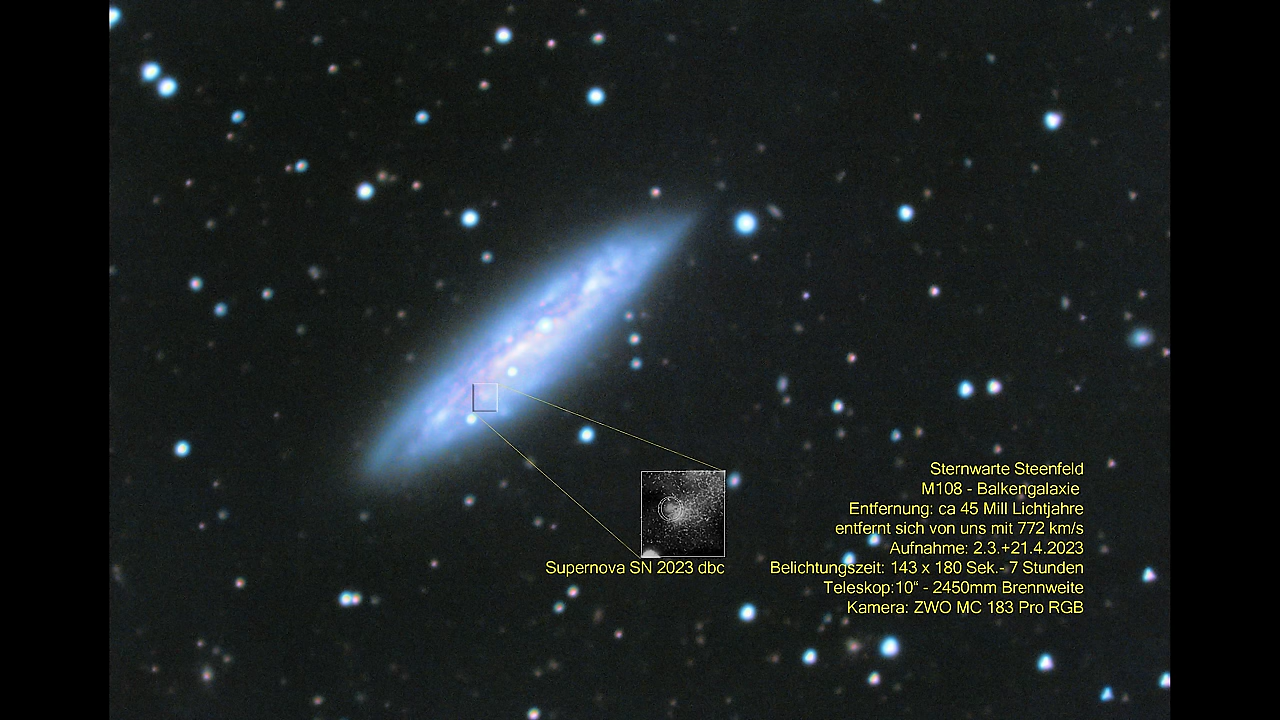 Sternwarte Steenfeld
M108 - Balkengalaxie
Entfernung: ca 45 Mill Lichtjahre
entfernt sich von uns mit 772 km/s
Aufnahme: 2.3.+21.4.2023
Supernova SN 2023 dbc
Belichtungszeit: 143 x 180 Sek.- 7 Stunden
Teleskop:10“ - 2450mm Brennweite
Kamera: ZWO MC 183 Pro RGB